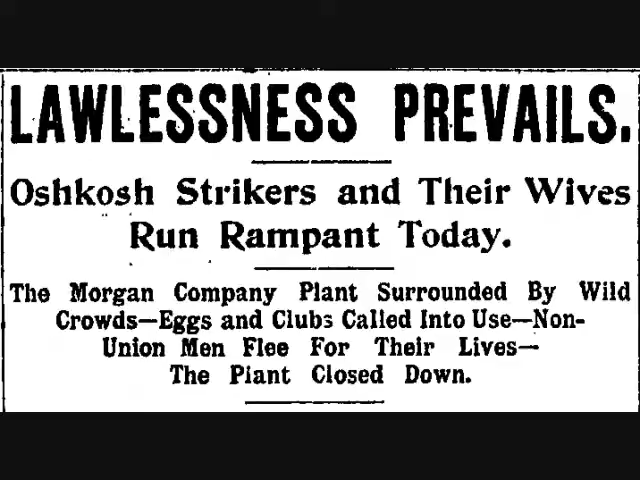 LAWLESSNESS PREVAILS.
Oshkosh Strikers and Their Wives
Run Rampant Today.
The Morgan Company Plant Surrounded By Wild
Crowds—Eggs and Clubs Called Into Use—Non-
Union Men Flee For Their Lives—
The Plant Closed Down.